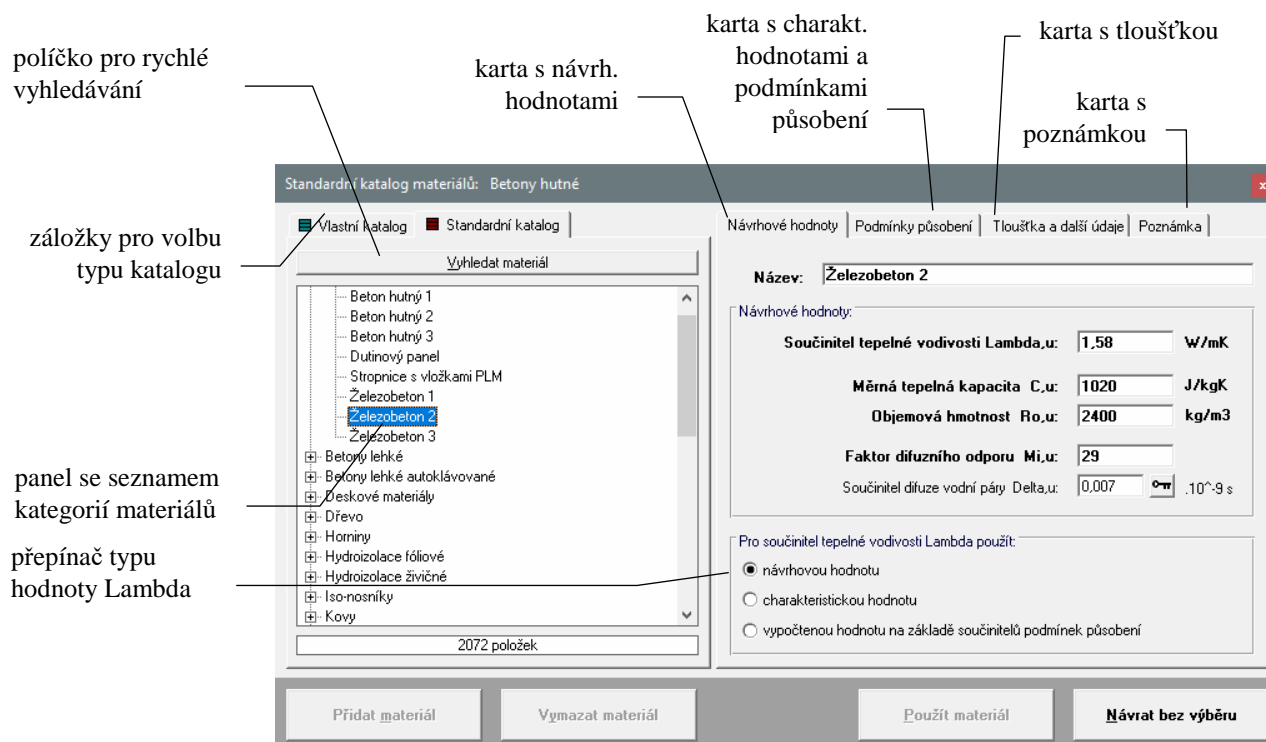 políčko pro rychlé
vyhledávání
karta s návrh.
hodnotami
karta s charakt.
hodnotami a
podmínkami
působení
karta s tloušťkou
karta s
poznámkou
Standardní katalog materiálů: Betony hutné
x
záložky pro volbu
typu katalogu
Vlastní katalog
Standardní katalog
Návrhové hodnoty
Podmínky působení
Tloušťka a další údaje
Poznámka
Vyhledat materiál
Beton hutný 1
Beton hutný 2
Beton hutný 3
Dutinový panel
Stropnice s vložkami PLM
Železobeton 1
Železobeton 2
Železobeton 3
Betony lehké
Betony lehké autoklávované
Deskové materiály
Dřevo
Horniny
Hydroizolace fóliové
Hydroizolace živičné
Iso-nosníky
Kovy
2072 položek
panel se seznamem
kategorií materiálů
přepínač typu
hodnoty Lambda
Název: Železobeton 2
Návrhové hodnoty:
Součinitel tepelné vodivosti Lambda,u: 1,58 W/mK
Měrná tepelná kapacita C,u: 1020 J/kgK
Objemová hmotnost Ro,u: 2400 kg/m3
Faktor difuzního odporu Mi,u: 29
Součinitel difuze vodní páry Delta,u: 0,007 .10^-9 s
Pro součinitel tepelné vodivosti Lambda použít:
návrhovou hodnotu
charakteristickou hodnotu
vypočtenou hodnotu na základě součinitelů podmínek působení
Přidat materiál
Vymazat materiál
Použít materiál
Návrat bez výběru